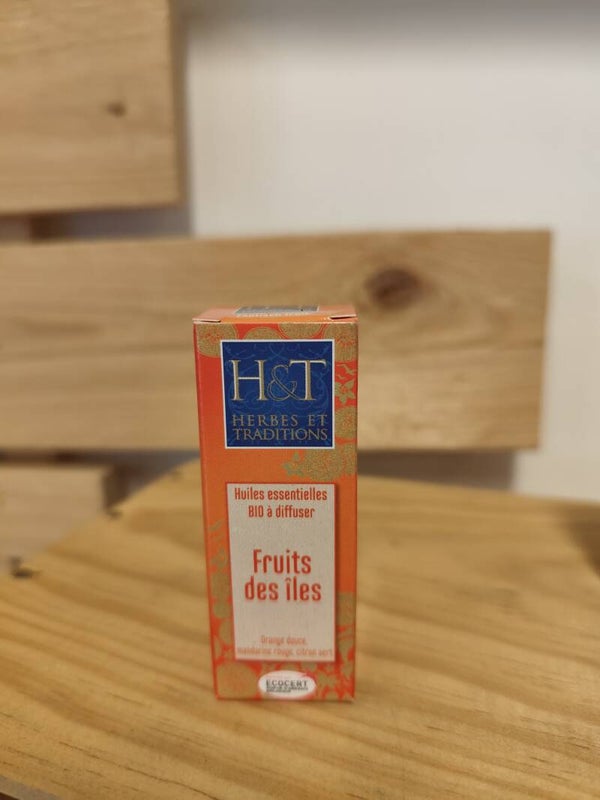 H&T
HERBES ET
TRADITIONS
Huiles essentielles
BIO à diffuser
Fruits
des îles
Orange douce,
mandarine rouge, citron vert
ECOCERT